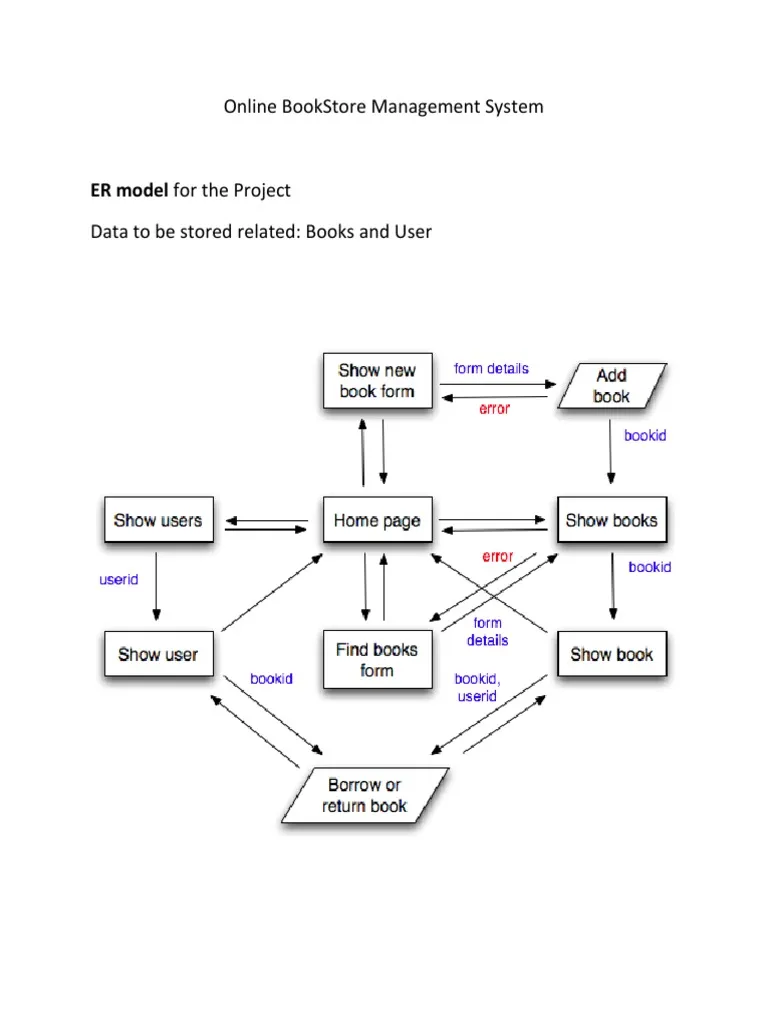 Online BookStore Management System
ER model for the Project
Data to be stored related: Books and User
Show new
book form
form details
error
Add
book
bookid
Show users
Home page
Show books
userid
error
bookid
form
details
Show user
Find books
form
Show book
bookid
bookid,
userid
Borrow or
return book